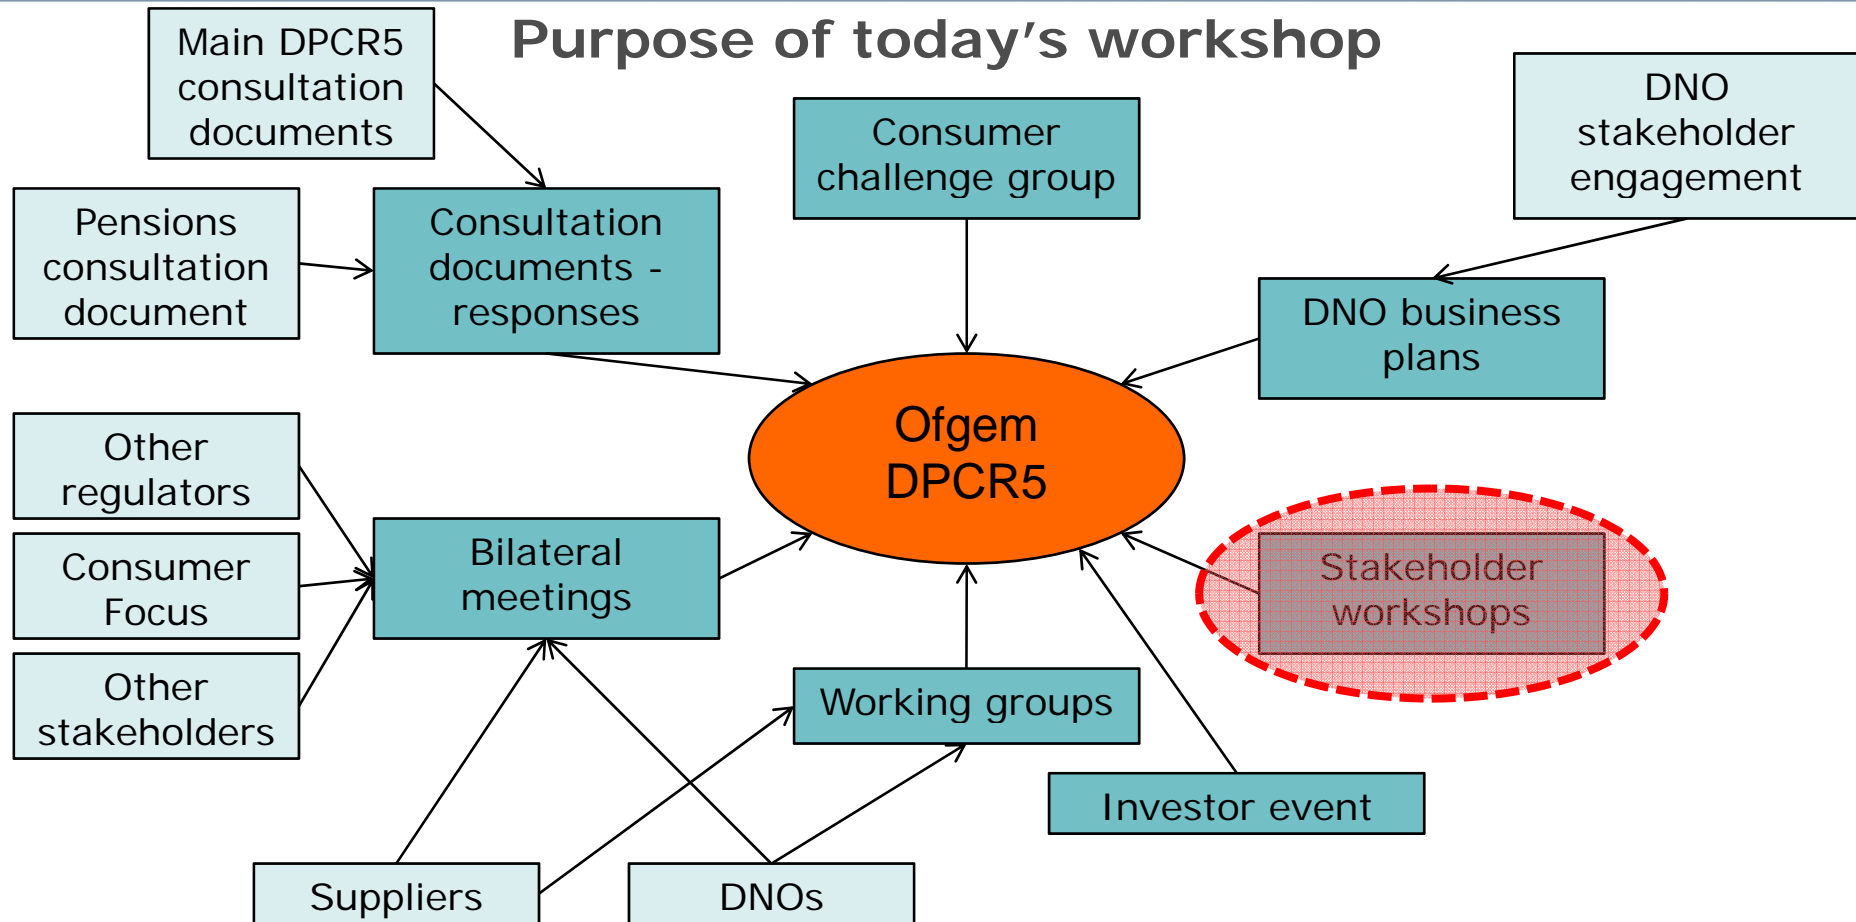 Purpose of today's workshop
Main DPCR5
consultation
documents
Consumer
challenge group
DNO
stakeholder
engagement
Pensions
consultation
document
Consultation
documents -
responses
DNO business
plans
Ofgem
DPCR5
Other
regulators
Consumer
Focus
Other
stakeholders
Bilateral
meetings
Stakeholder
workshops
Working groups
Investor event
Suppliers
DNOs